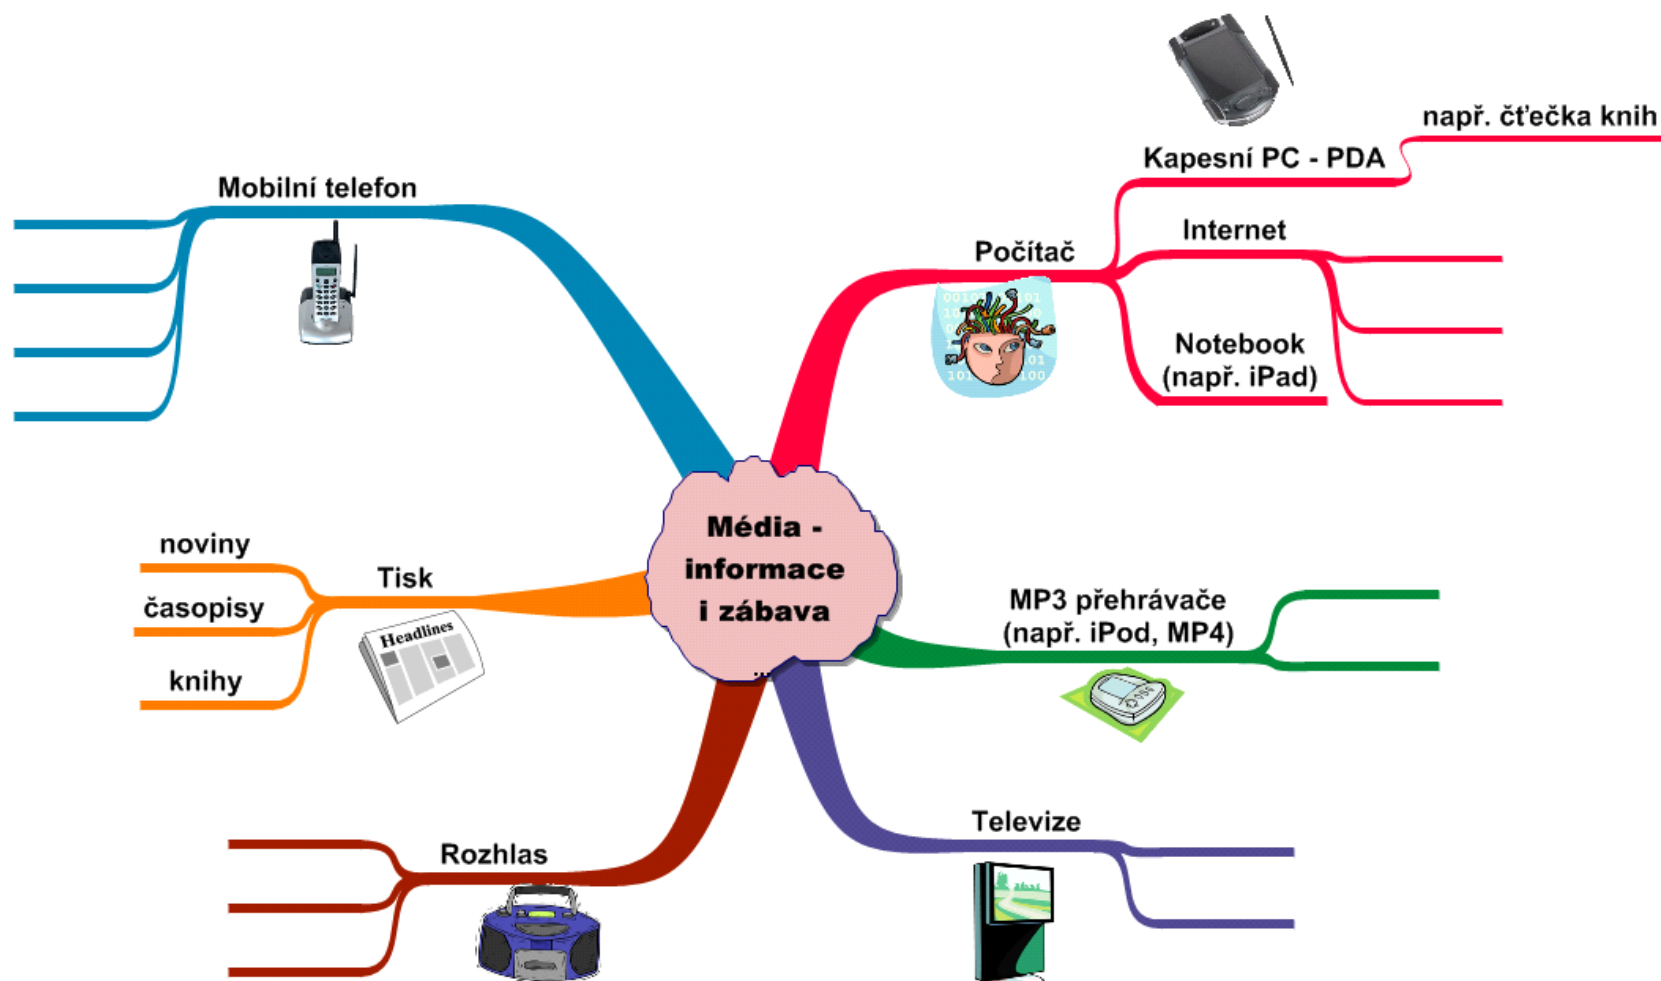 např. čťečka knih
Kapesní PC - PDA
Mobilní telefon
Internet
Počítač
Notebook
(např. iPad)
Média -
informace
i zábava
...
noviny
Tisk
časopisy
Headlines
knihy
MP3 přehrávače
(např. iPod, MP4)
Televize
Rozhlas